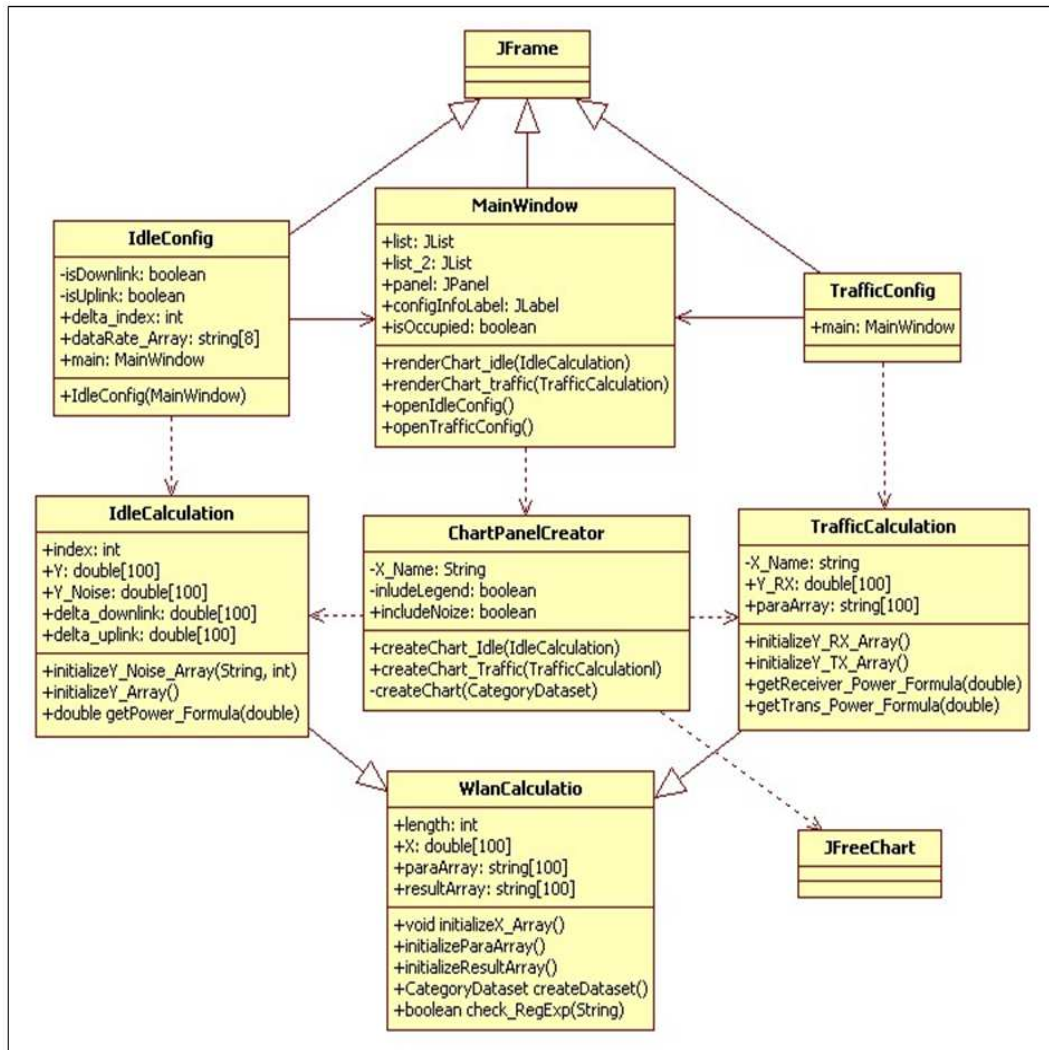 JFrame
MainWindow
+list: JList
+list_2: JList
+panel: JPanel
+configInfoLabel: JLabel
+isOccupied: boolean
+renderChart_idle(IdleCalculation)
+renderChart_traffic(TrafficCalculation)
+openIdleConfig()
+openTrafficConfig()
IdleConfig
-isDownlink: boolean
-isUplink: boolean
+delta_index: int
+dataRate_Array: string[8]
+main: MainWindow
+IdleConfig(MainWindow)
TrafficConfig
+main: MainWindow
IdleCalculation
+index: int
+Y: double[100]
+Y_Noise: double[100]
+delta_downlink: double[100]
+delta_uplink: double[100]
+initializeY_Noise_Array(String, int)
+initializeY_Array()
+double getPower_Formula(double)
ChartPanelCreator
-X_Name: String
-inludeLegend: boolean
+includeNoize: boolean
+createChart_Idle(IdleCalculation)
+createChart_Traffic(TrafficCalculationl)
-createChart(CategoryDataset)
TrafficCalculation
-X_Name: string
+Y_RX: double[100]
+paraArray: string[100]
+initializeY_RX_Array()
+initializeY_TX_Array()
+getReceiver_Power_Formula(double)
+getTrans_Power_Formula(double)
WlanCalculatio
+length: int
+X: double[100]
+paraArray: string[100]
+resultArray: string[100]
+void initializeX_Array()
+initializeParaArray()
+initializeResultArray()
+CategoryDataset createDataset()
+boolean check_RegExp(String)
JFreeChart